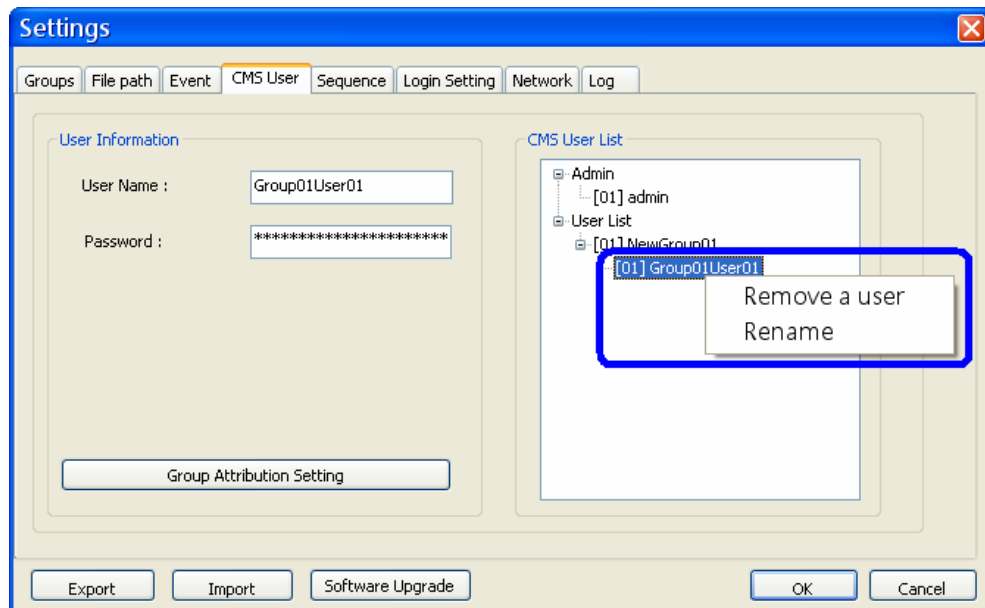 Settings
Groups File path Event CMS User Sequence Login Setting Network Log
User Information
User Name : Group01User01
Password : **********************
Group Attribution Setting
CMS User List
Admin
[01] admin
User List
[01] NewGroup01
[01] Group01User01
Remove a user
Rename
Export Import Software Upgrade OK Cancel